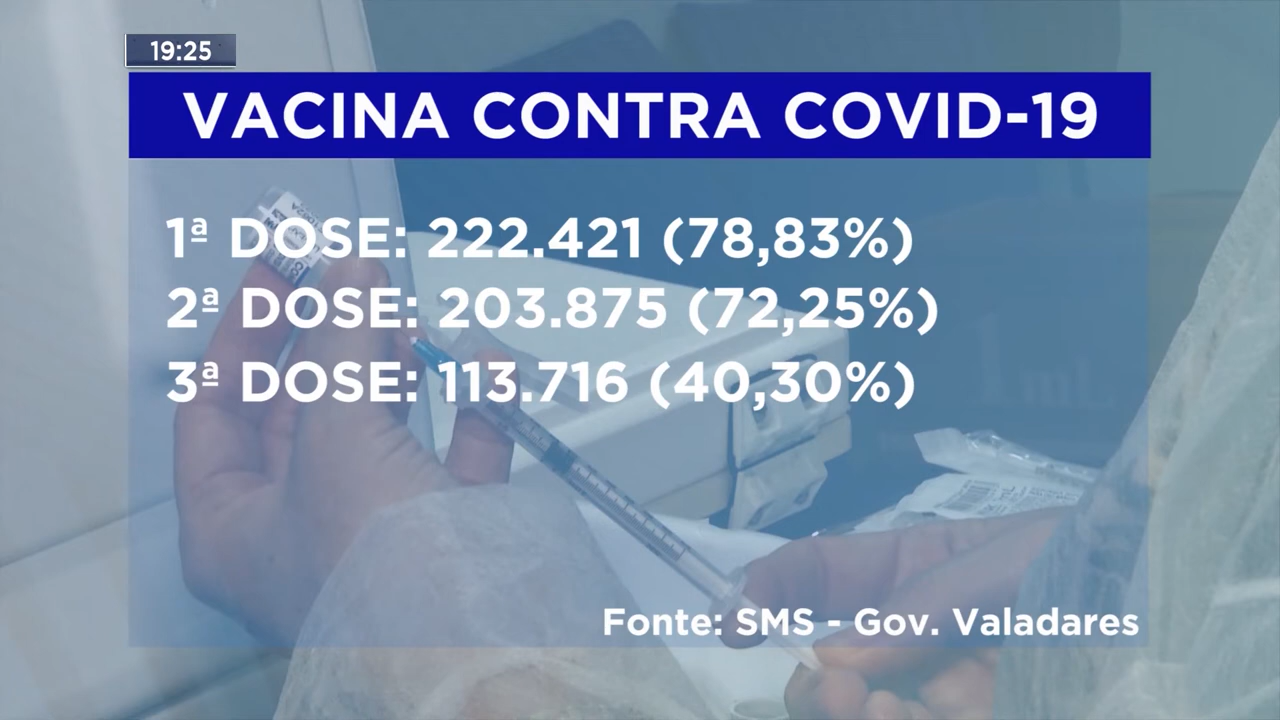 19:25
VACINA CONTRA COVID-19
1ª DOSE: 222.421 (78,83%)
2ª DOSE: 203.875 (72,25%)
3ª DOSE: 113.716 (40,30%)
Fonte: SMS - Gov. Valadares